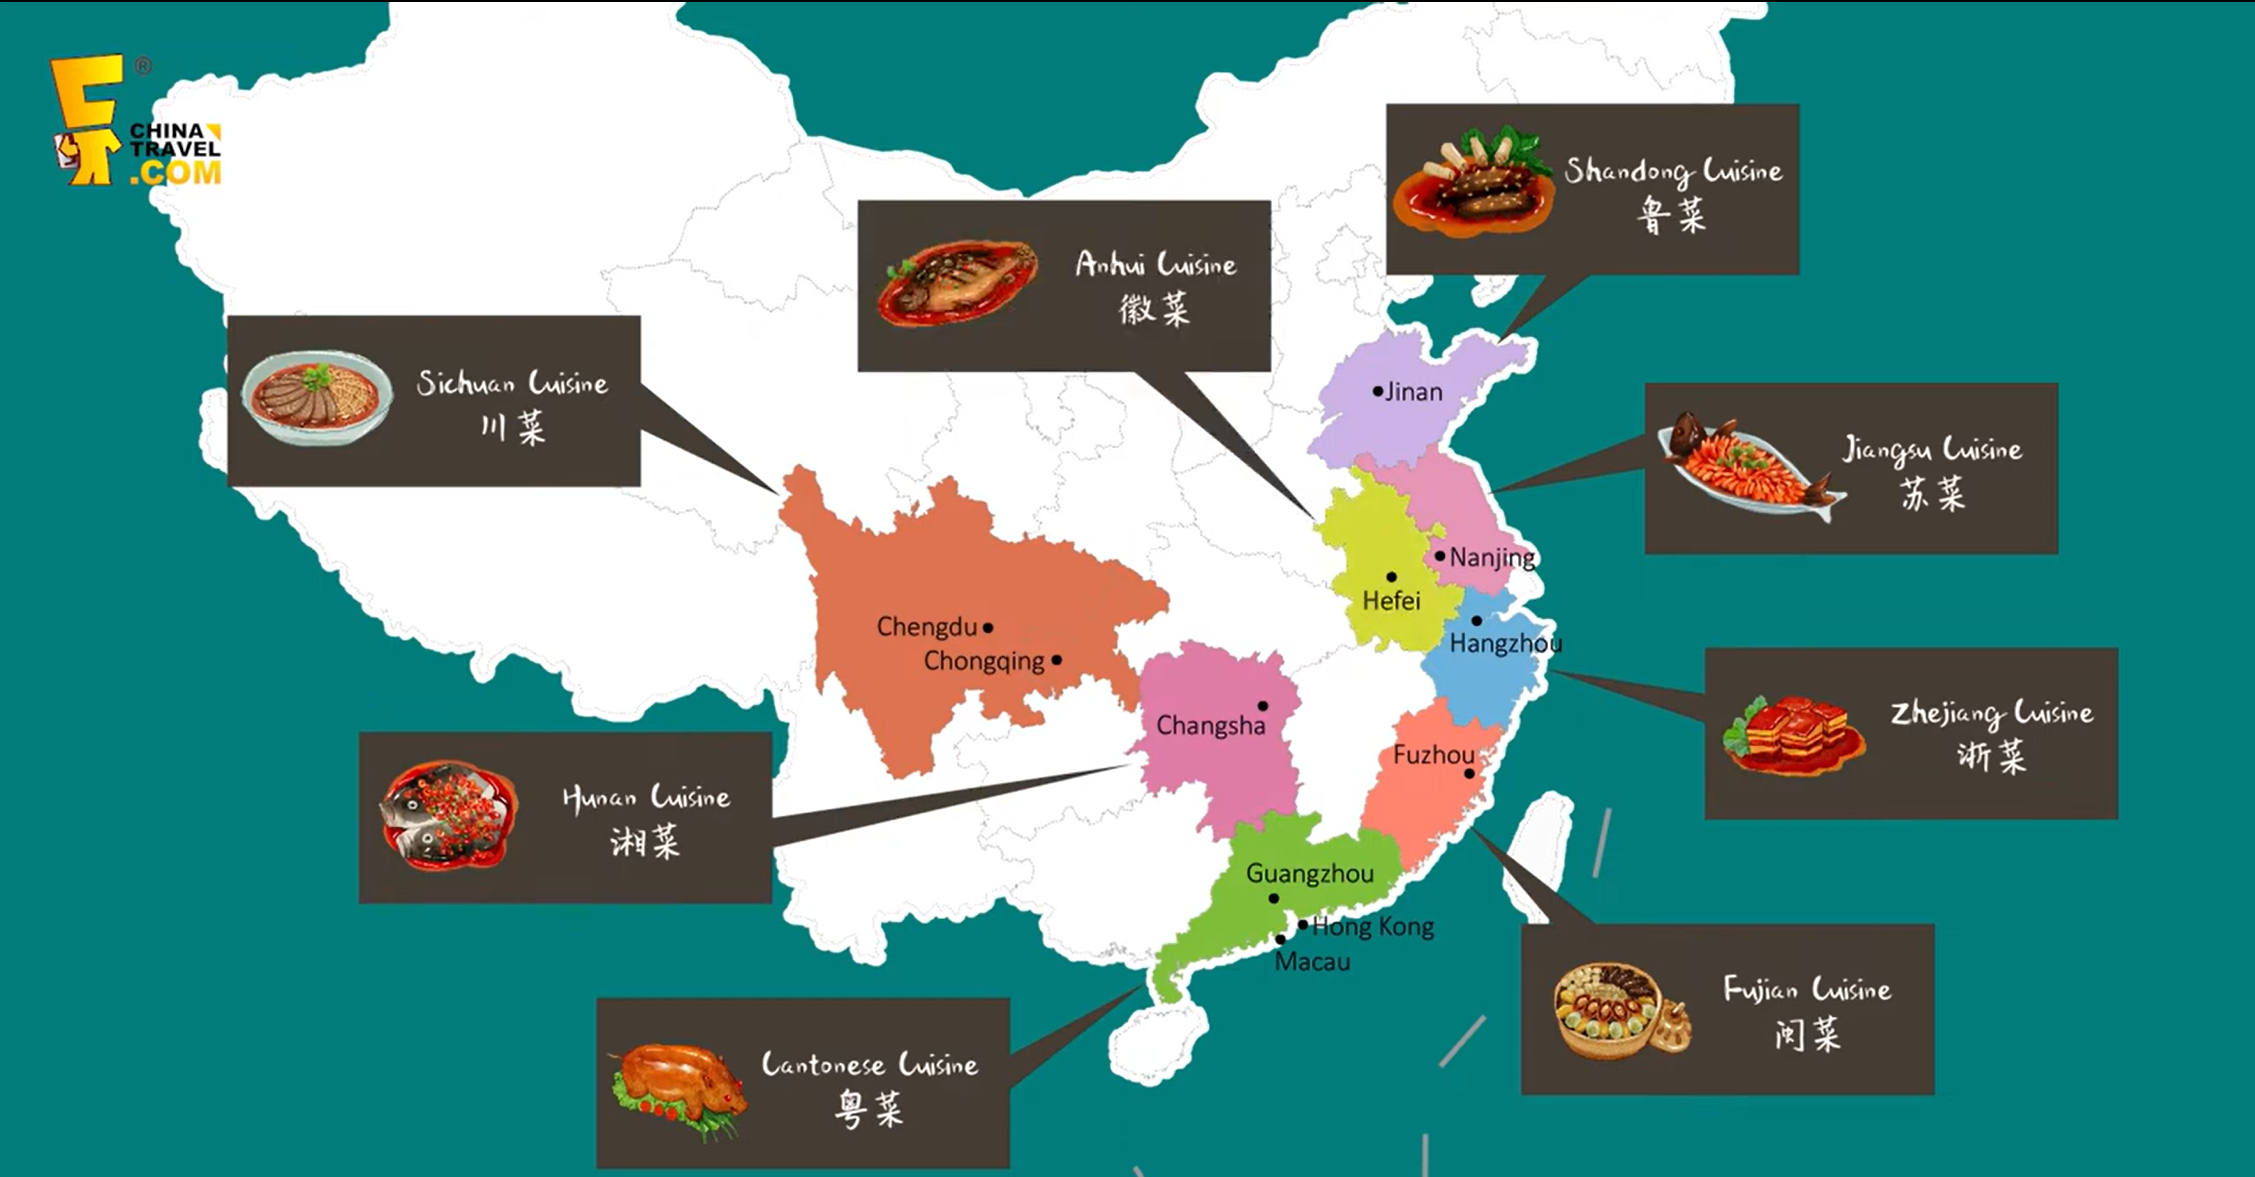 ®
CHINA
TRAVEL
.COM
Shandong Cuisine
鲁菜
Anhui Cuisine
徽菜
Sichuan Cuisine
川菜
Jinan
Jiangsu Cuisine
苏菜
Nanjing
Hefei
Chengdu
Hangzhou
Chongqing
Zhejiang Cuisine
浙菜
Changsha
Fuzhou
Hunan Cuisine
湘菜
Guangzhou
Hong Kong
Macau
Fujian Cuisine
闽菜
Cantonese Cuisine
粤菜